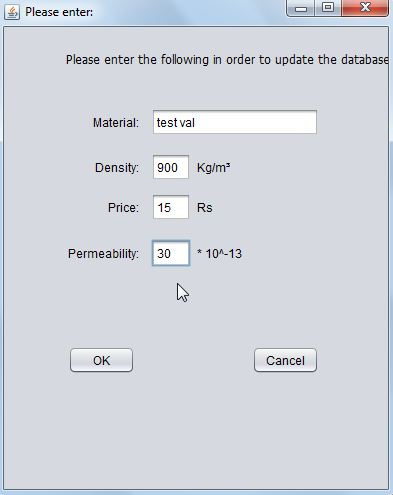 Please enter:
Please enter the following in order to update the database
Material: test val
Density: 900 Kg/m³
Price: 15 Rs
Permeability: 30 * 10^-13
OK Cancel